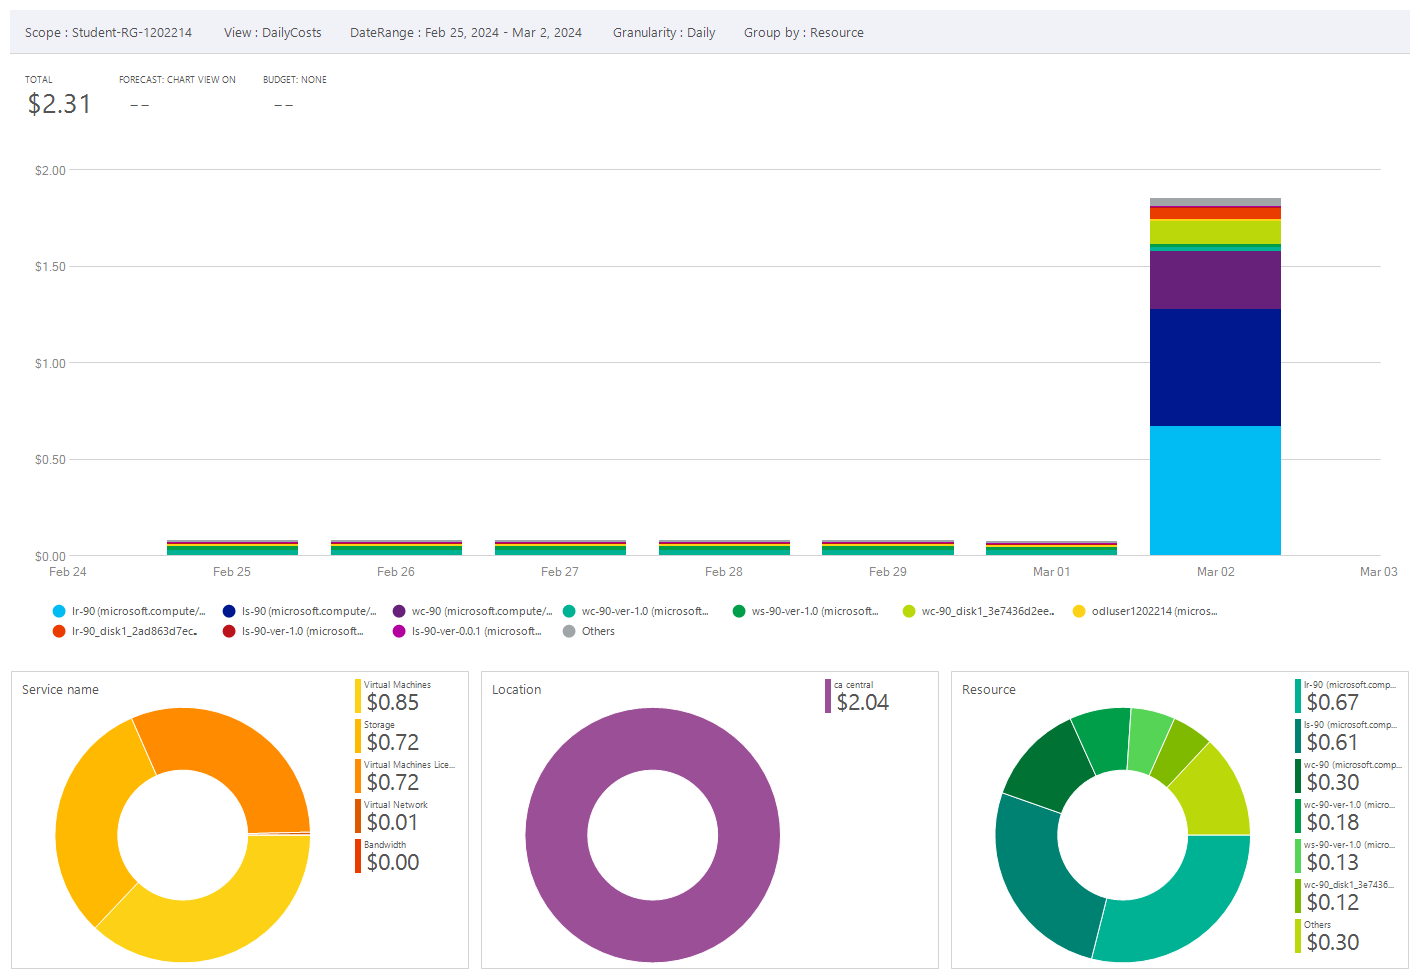 Scope : Student-RG-1202214 View : DailyCosts DateRange : Feb 25, 2024 - Mar 2, 2024 Granularity : Daily Group by : Resource
TOTAL FORECAST: CHART VIEW ON BUDGET: NONE
$2.31 -- --
$2.00
$1.50
$1.00
$0.50
$0.00
Feb 24 Feb 25 Feb 26 Feb 27 Feb 28 Feb 29 Mar 01 Mar 02 Mar 03
lr-90 (microsoft.compute/... ls-90 (microsoft.compute/... wc-90 (microsoft.compute/... wc-90-ver-1.0 (microsoft... ws-90-ver-1.0 (microsoft... wc-90_disk1_3e7436d2ee... odluser1202214 (micros...
lr-90_disk1_2ad863d7ec... ls-90-ver-1.0 (microsoft... ls-90-ver-0.0.1 (microsoft... Others
Service name
Virtual Machines
$0.85
Storage
$0.72
Virtual Machines Lice...
$0.72
Virtual Network
$0.01
Bandwidth
$0.00
Location
ca central
$2.04
Resource
lr-90 (microsoft.comp...
$0.67
ls-90 (microsoft.comp...
$0.61
wc-90 (microsoft.comp...
$0.30
wc-90-ver-1.0 (micro...
$0.18
ws-90-ver-1.0 (micro...
$0.13
wc-90_disk1_3e7436...
$0.12
Others
$0.30